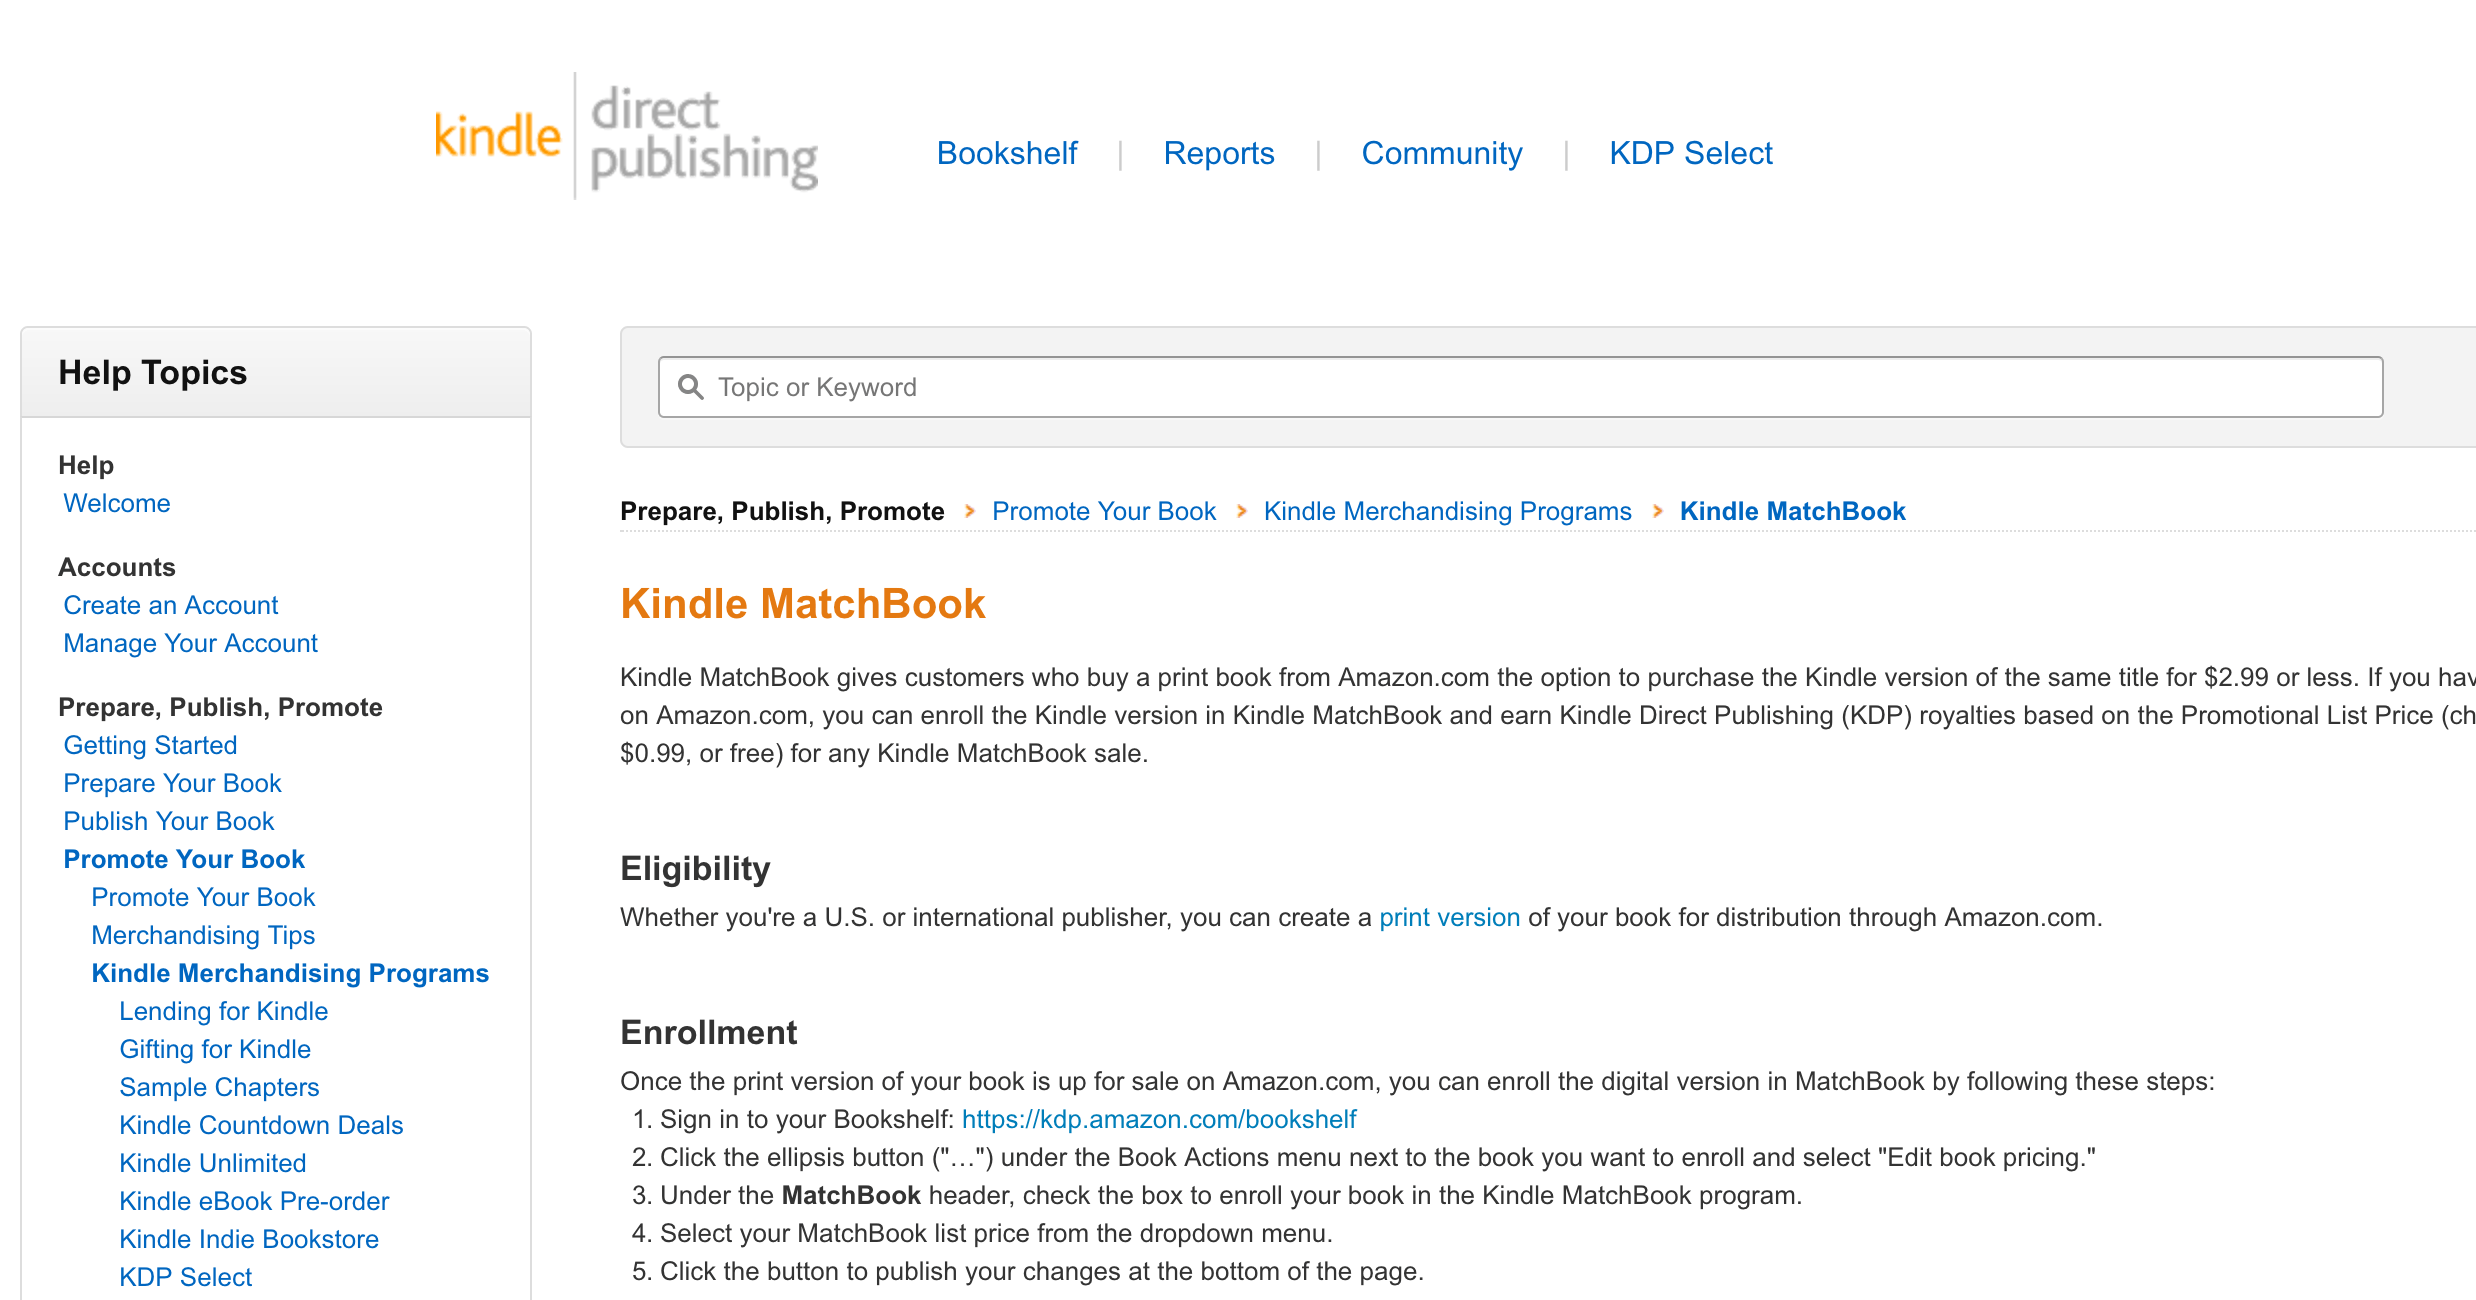 kindle direct publishing
Bookshelf | Reports | Community | KDP Select
Help Topics
Help
Welcome
Accounts
Create an Account
Manage Your Account
Prepare, Publish, Promote
Getting Started
Prepare Your Book
Publish Your Book
Promote Your Book
Promote Your Book
Merchandising Tips
Kindle Merchandising Programs
Lending for Kindle
Gifting for Kindle
Sample Chapters
Kindle Countdown Deals
Kindle Unlimited
Kindle eBook Pre-order
Kindle Indie Bookstore
KDP Select
Topic or Keyword
Prepare, Publish, Promote > Promote Your Book > Kindle Merchandising Programs > Kindle MatchBook
Kindle MatchBook
Kindle MatchBook gives customers who buy a print book from Amazon.com the option to purchase the Kindle version of the same title for $2.99 or less. If you hav
on Amazon.com, you can enroll the Kindle version in Kindle MatchBook and earn Kindle Direct Publishing (KDP) royalties based on the Promotional List Price (ch
$0.99, or free) for any Kindle MatchBook sale.
Eligibility
Whether you're a U.S. or international publisher, you can create a print version of your book for distribution through Amazon.com.
Enrollment
Once the print version of your book is up for sale on Amazon.com, you can enroll the digital version in MatchBook by following these steps:
1. Sign in to your Bookshelf: https://kdp.amazon.com/bookshelf
2. Click the ellipsis button ("…") under the Book Actions menu next to the book you want to enroll and select "Edit book pricing."
3. Under the MatchBook header, check the box to enroll your book in the Kindle MatchBook program.
4. Select your MatchBook list price from the dropdown menu.
5. Click the button to publish your changes at the bottom of the page.